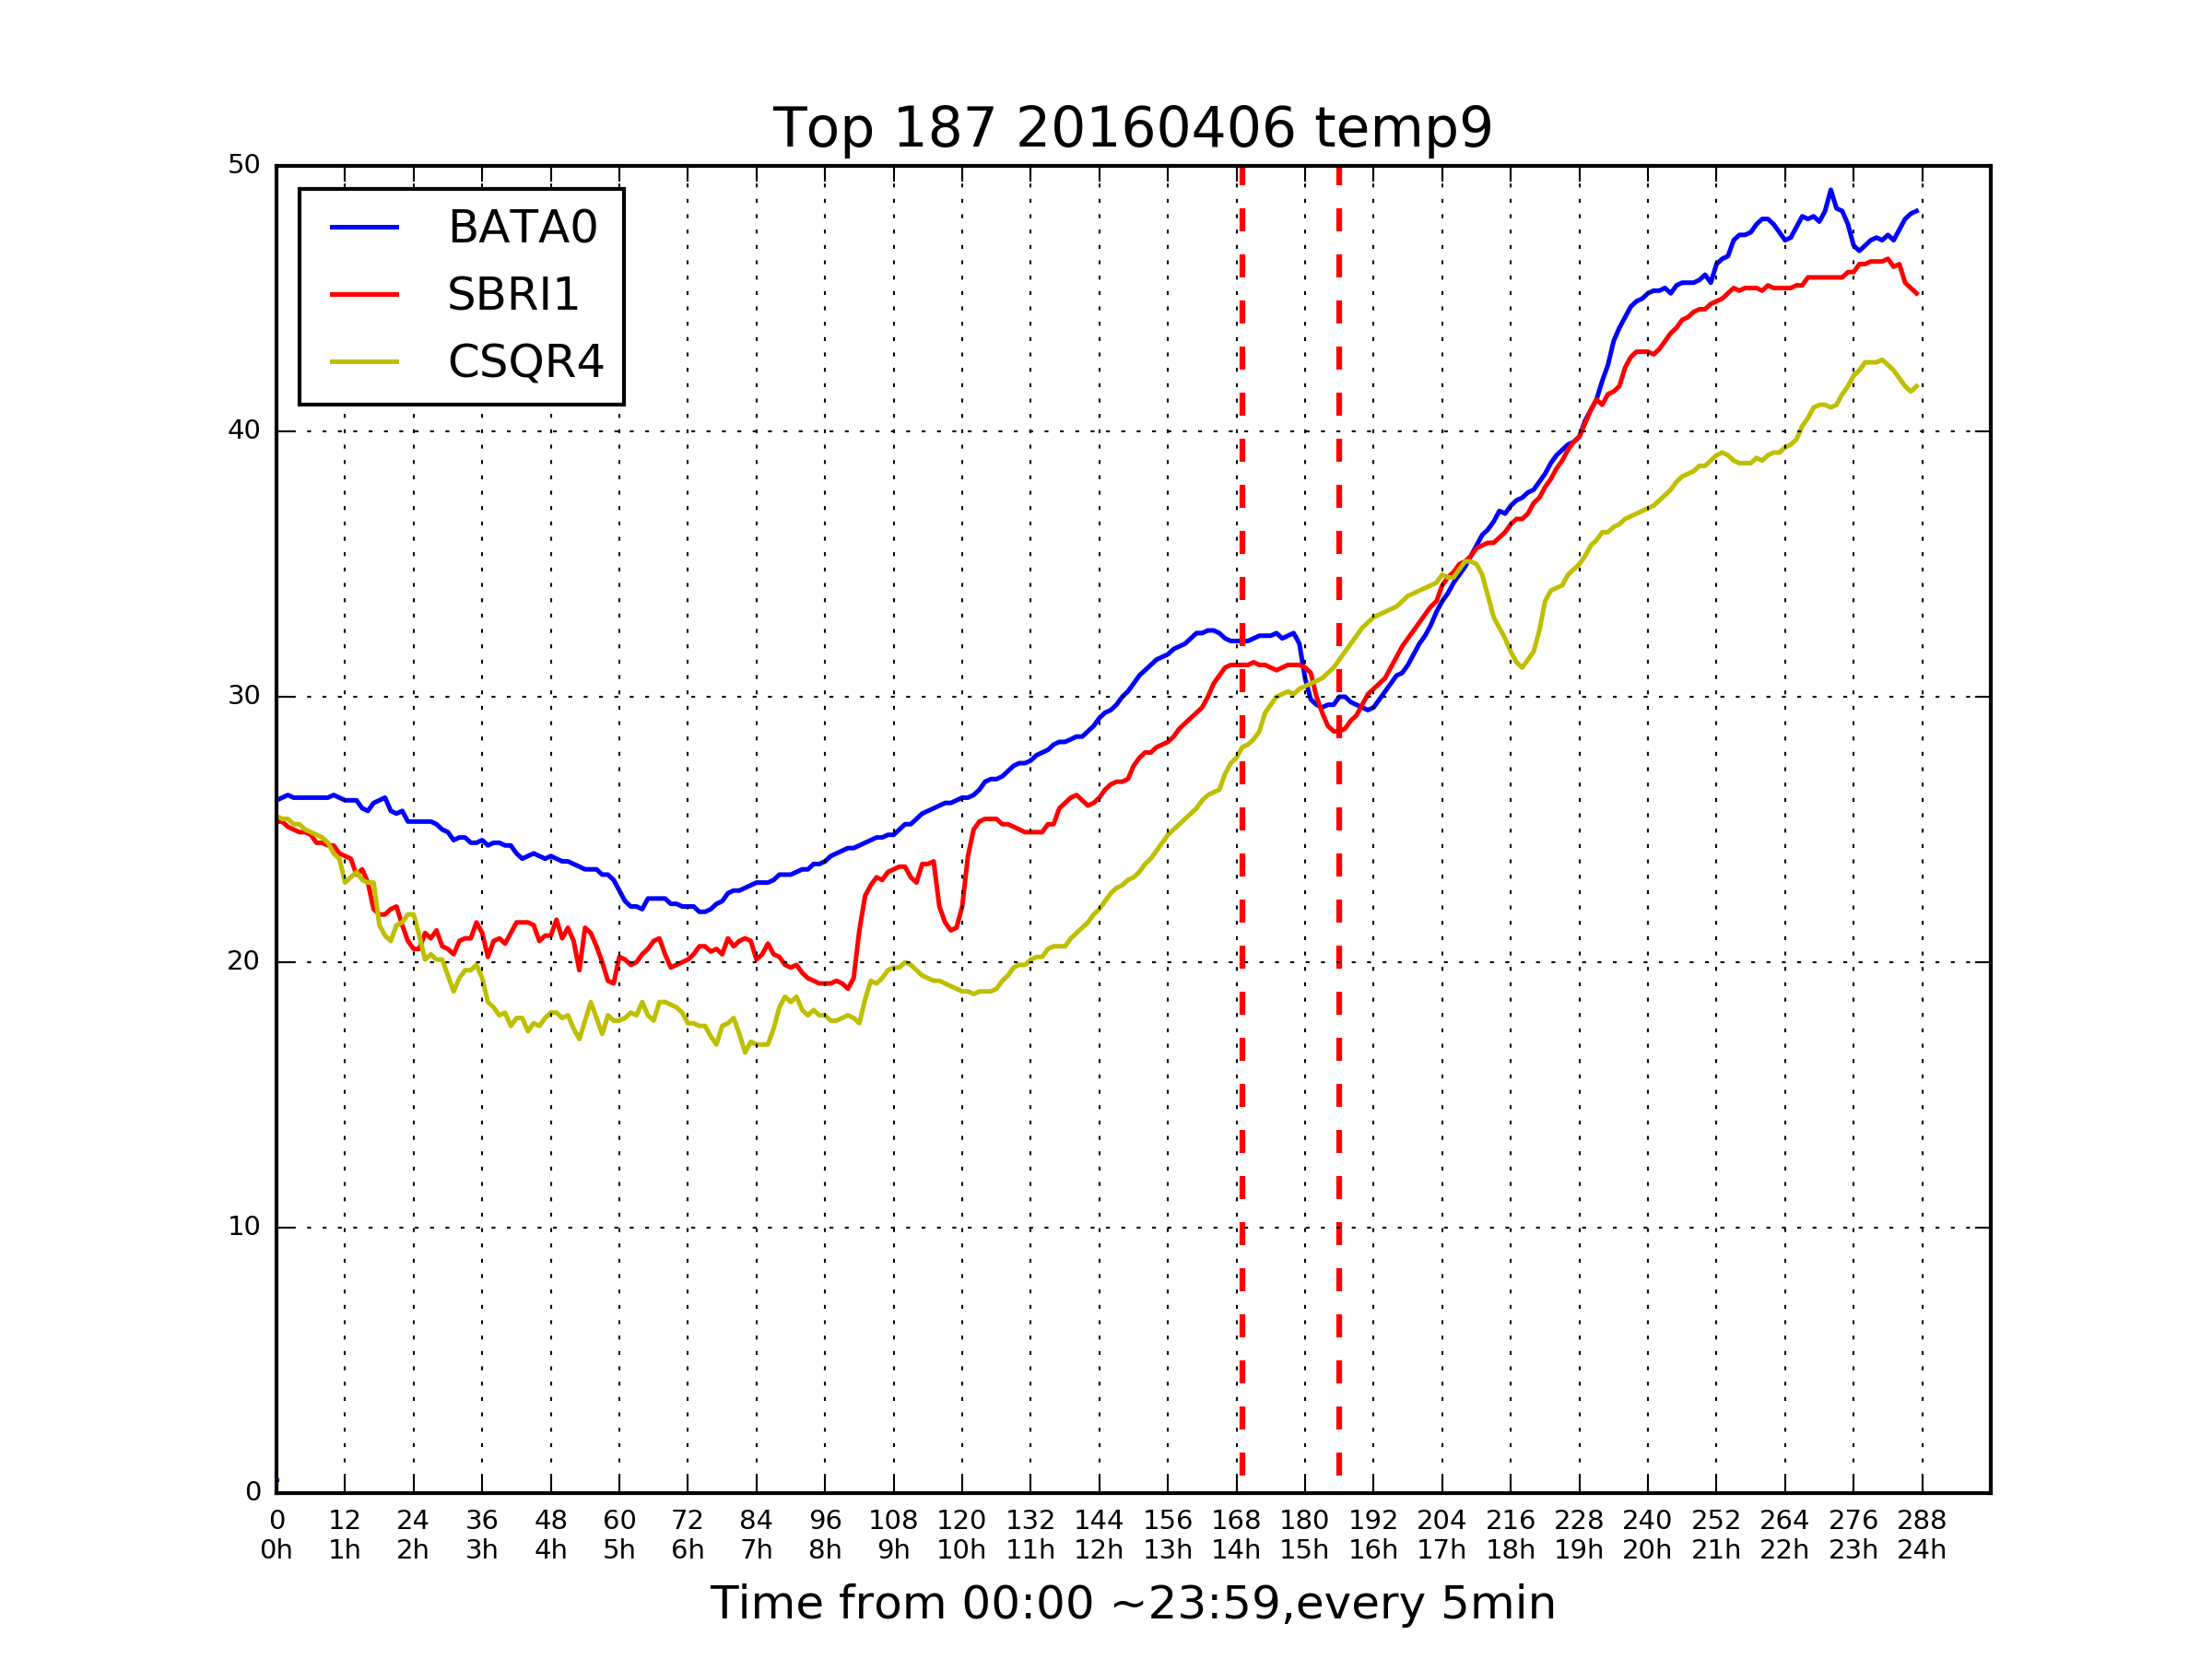 Top 187 20160406 temp9
BATA0
SBRI1
CSQR4
50
40
30
20
10
0
0 12 24 36 48 60 72 84 96 108 120 132 144 156 168 180 192 204 216 228 240 252 264 276 288
0h 1h 2h 3h 4h 5h 6h 7h 8h 9h 10h 11h 12h 13h 14h 15h 16h 17h 18h 19h 20h 21h 22h 23h 24h
Time from 00:00 ~23:59,every 5min